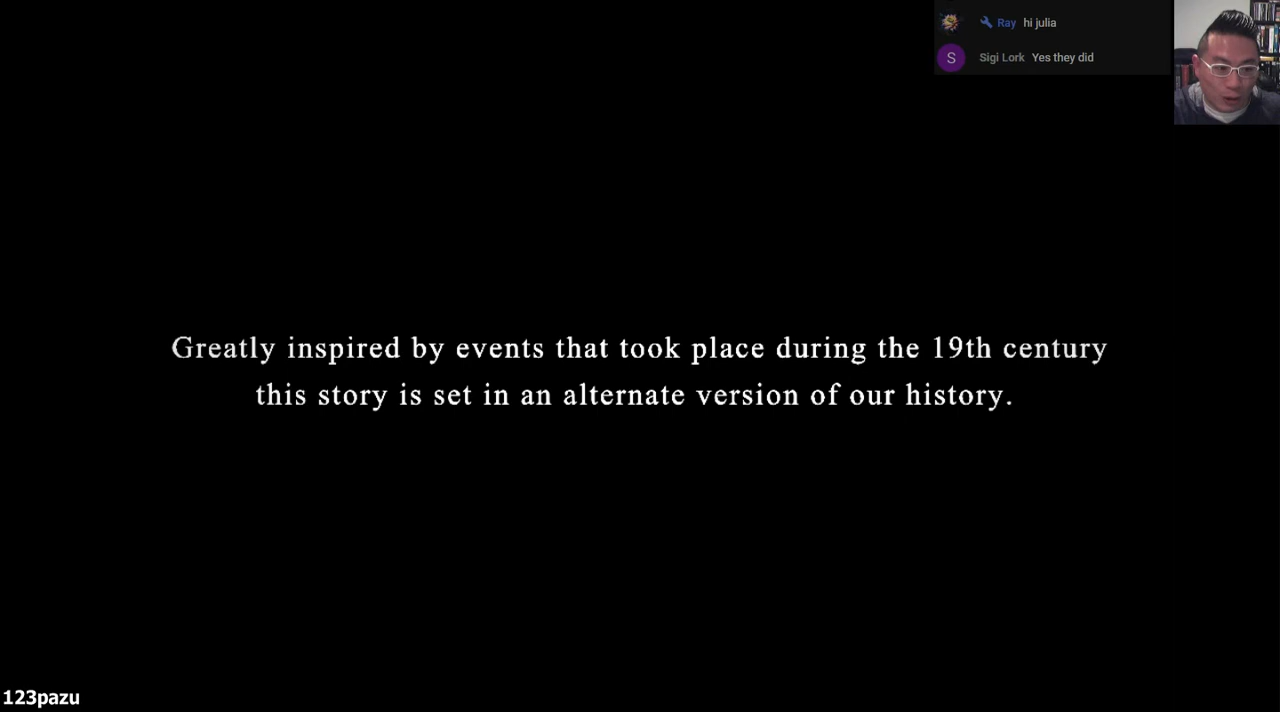 Ray hi julia
S Sigi Lork Yes they did
Greatly inspired by events that took place during the 19th century
this story is set in an alternate version of our history.
123pazu